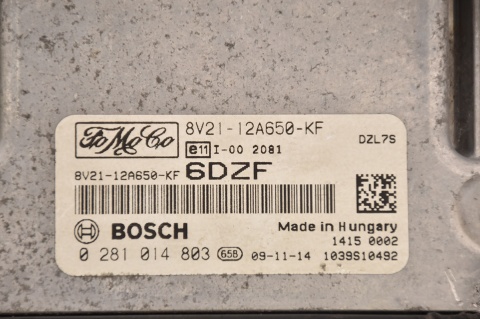 FoMoCo 8V21-12A650-KF
e11 I-00 2081 DZL7S
8V21-12A650-KF 6DZF
BOSCH Made in Hungary
1415 0002
0 281 014 803 65B 09-11-14 1039S10492